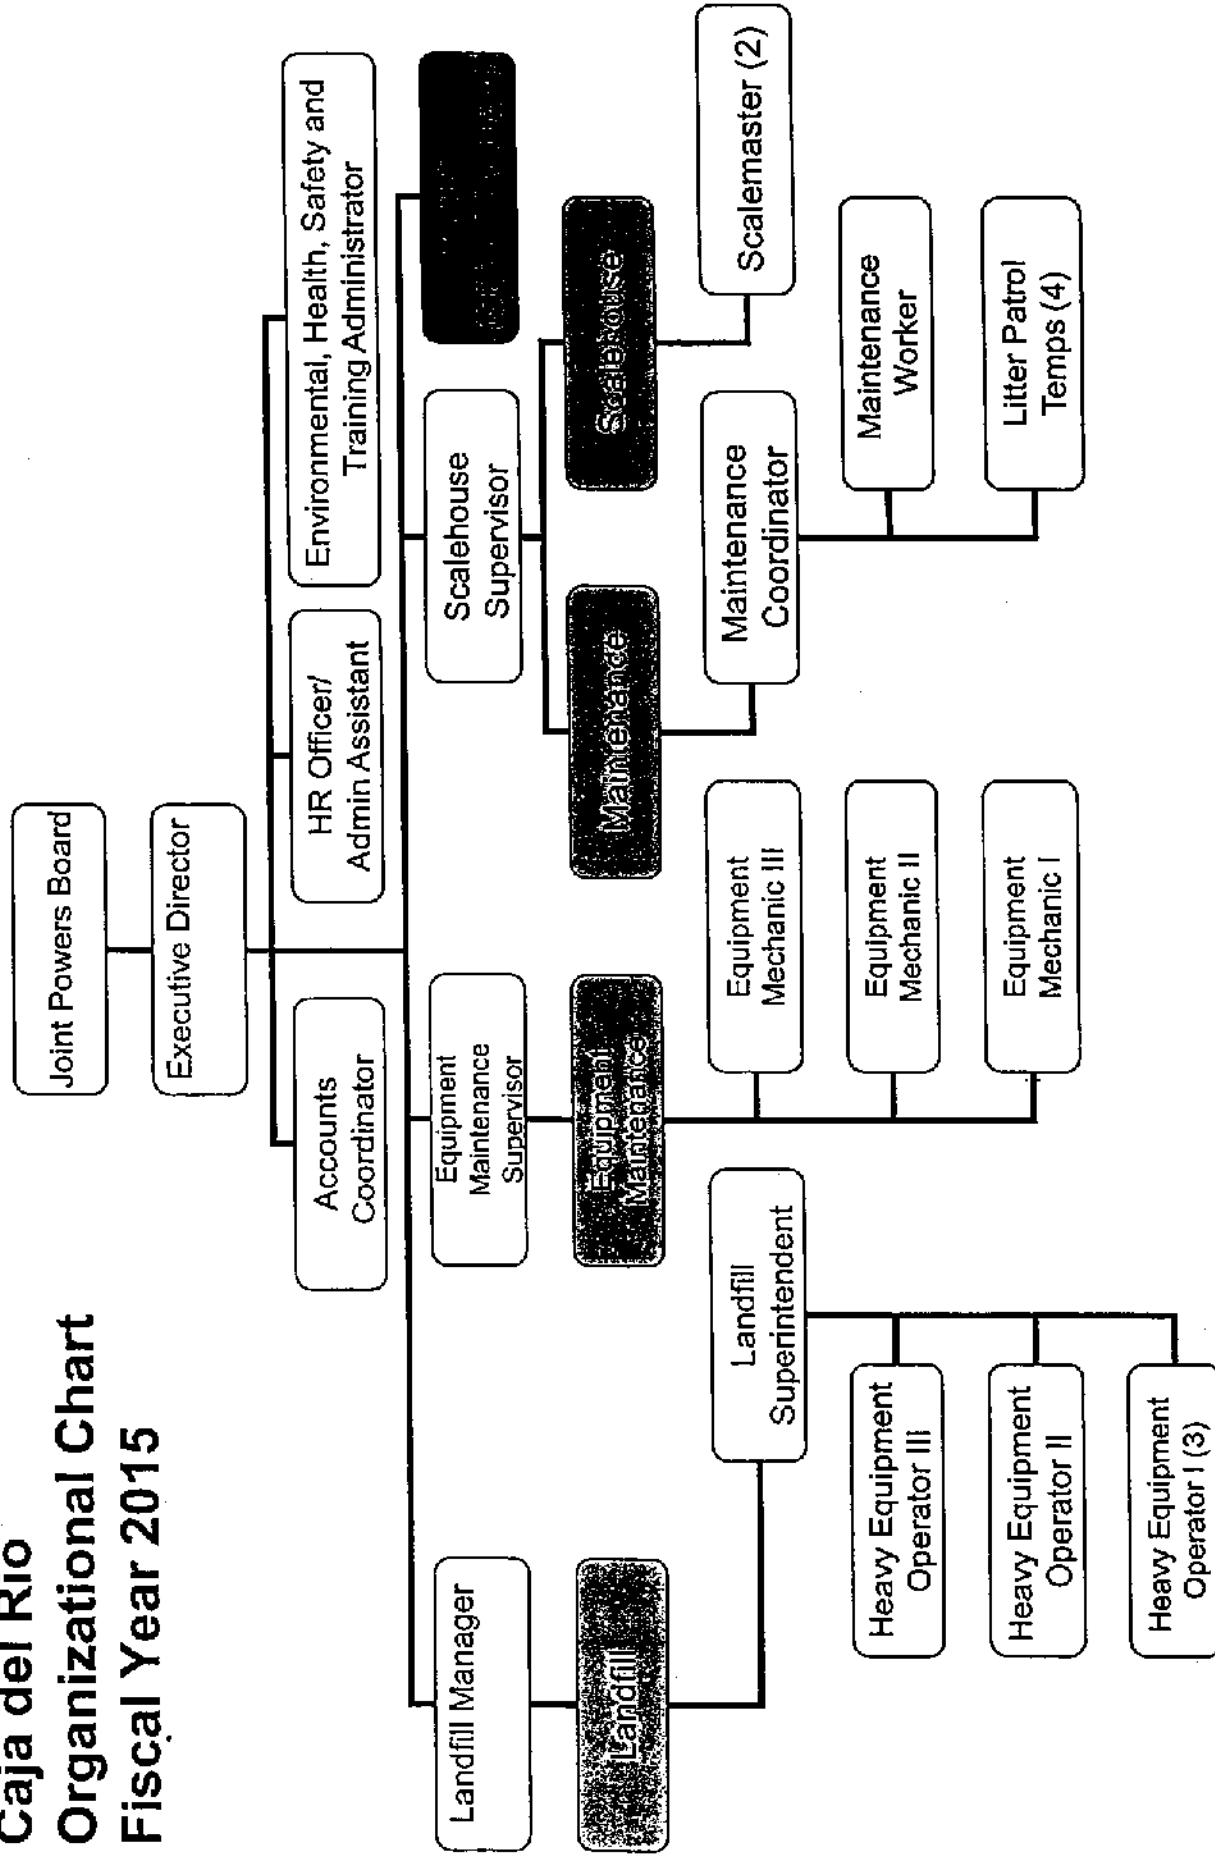 Caja del Rio
Organizational Chart
Fiscal Year 2015
Joint Powers Board
Executive Director
Accounts
Coordinator
HR Officer/
Admin Assistant
Environmental, Health, Safety and
Training Administrator
Landfill Manager
Equipment
Maintenance
Supervisor
Scalehouse
Supervisor
Landfill
Equipment
Maintenance
Maintenance
Landfill
Superintendent
Equipment
Mechanic III
Maintenance
Coordinator
Scalemaster (2)
Heavy Equipment
Operator III
Equipment
Mechanic II
Maintenance
Worker
Heavy Equipment
Operator II
Equipment
Mechanic I
Litter Patrol
Temps (4)
Heavy Equipment
Operator I (3)